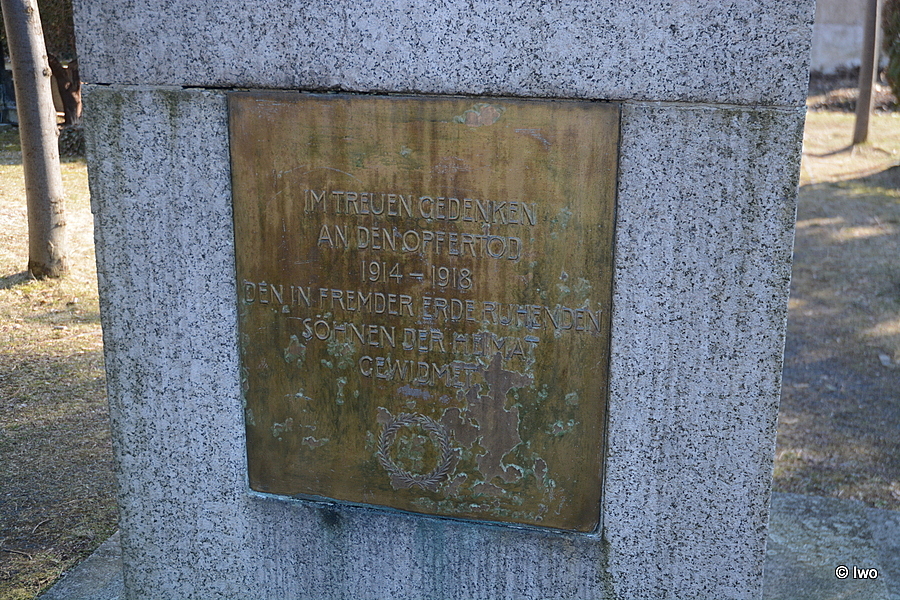 IM TREUEN GEDENKEN
AN DEN OPFERTOD
1914 – 1918
DEN IN FREMDER ERDE RUHENDEN
SÖHNEN DER HEIMAT
GEWIDMET
© Iwo